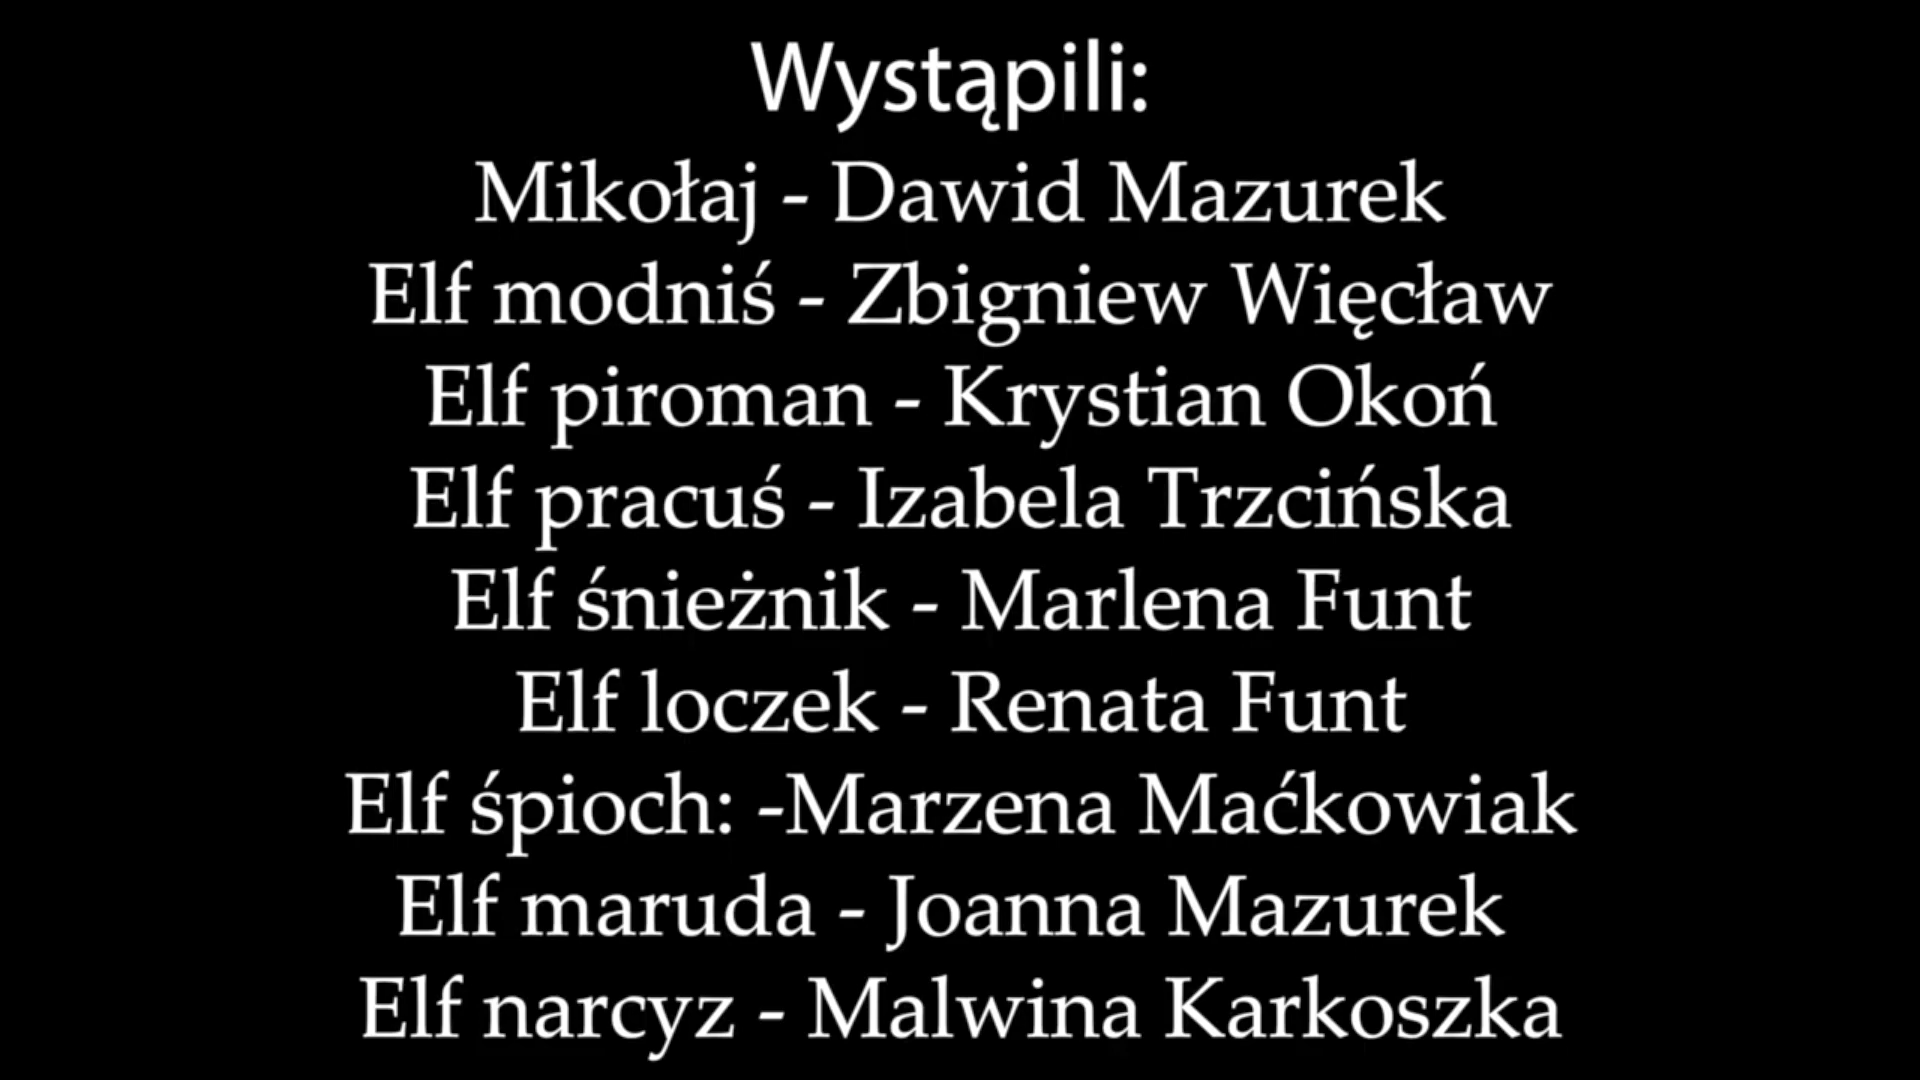 Wystąpili:
Mikołaj - Dawid Mazurek
Elf modniś - Zbigniew Więcław
Elf piroman - Krystian Okoń
Elf pracuś - Izabela Trzcińska
Elf śnieżnik - Marlena Funt
Elf loczek - Renata Funt
Elf śpioch: -Marzena Maćkowiak
Elf maruda - Joanna Mazurek
Elf narcyz - Malwina Karkoszka